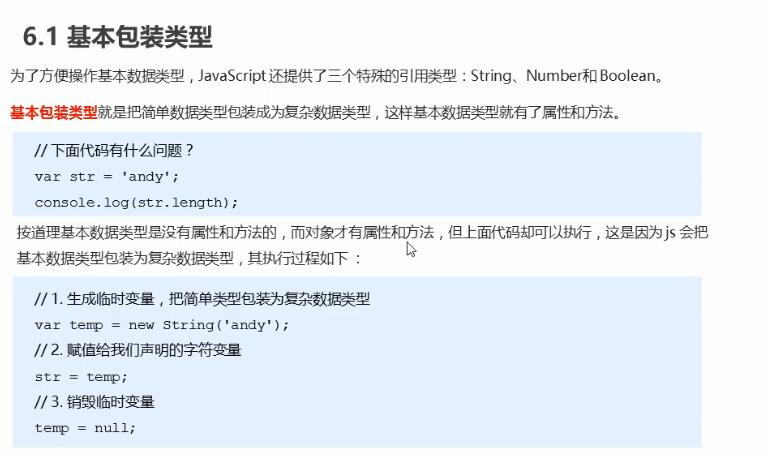 6.1 基本包装类型
为了方便操作基本数据类型，JavaScript 还提供了三个特殊的引用类型：String、Number和 Boolean。
基本包装类型就是把简单数据类型包装成为复杂数据类型，这样基本数据类型就有了属性和方法。
// 下面代码有什么问题？
var str = 'andy';
console.log(str.length);
按道理基本数据类型是没有属性和方法的，而对象才有属性和方法，但上面代码却可以执行，这是因为 js 会把
基本数据类型包装为复杂数据类型，其执行过程如下：
// 1. 生成临时变量，把简单类型包装为复杂数据类型
var temp = new String('andy');
// 2. 赋值给我们声明的字符变量
str = temp;
// 3. 销毁临时变量
temp = null;